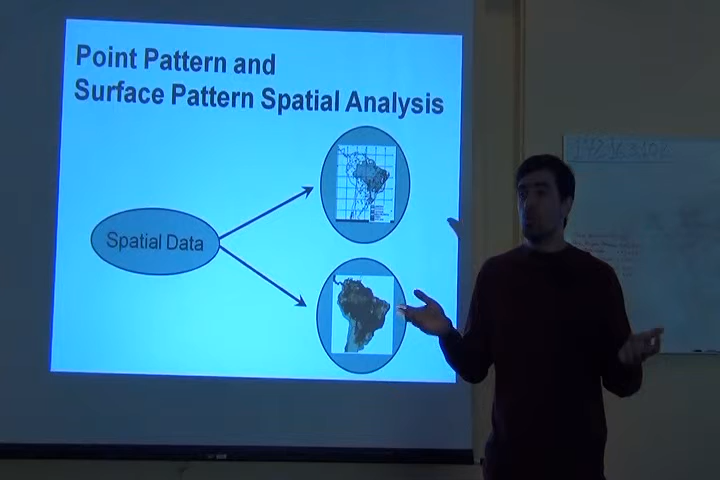 Point Pattern and
Surface Pattern Spatial Analysis
Spatial Data